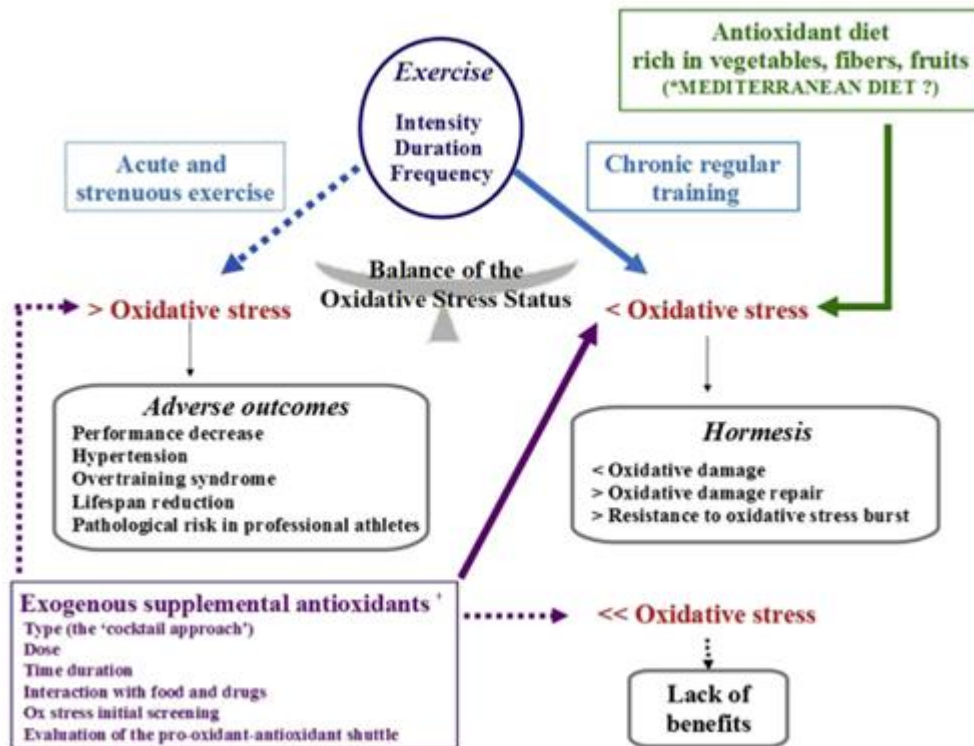 Antioxidant diet
rich in vegetables, fibers, fruits
(*MEDITERRANEAN DIET ?)
Exercise
Intensity
Duration
Frequency
Acute and
strenuous exercise
Chronic regular
training
Balance of the
Oxidative Stress Status
> Oxidative stress
< Oxidative stress
Adverse outcomes
Performance decrease
Hypertension
Overtraining syndrome
Lifespan reduction
Pathological risk in professional athletes
Hormesis
< Oxidative damage
> Oxidative damage repair
> Resistance to oxidative stress burst
Exogenous supplemental antioxidants
Type (the ‘cocktail approach’)
Dose
Time duration
Interaction with food and drugs
Ox stress initial screening
Evaluation of the pro-oxidant-antioxidant shuttle
<< Oxidative stress
Lack of
benefits